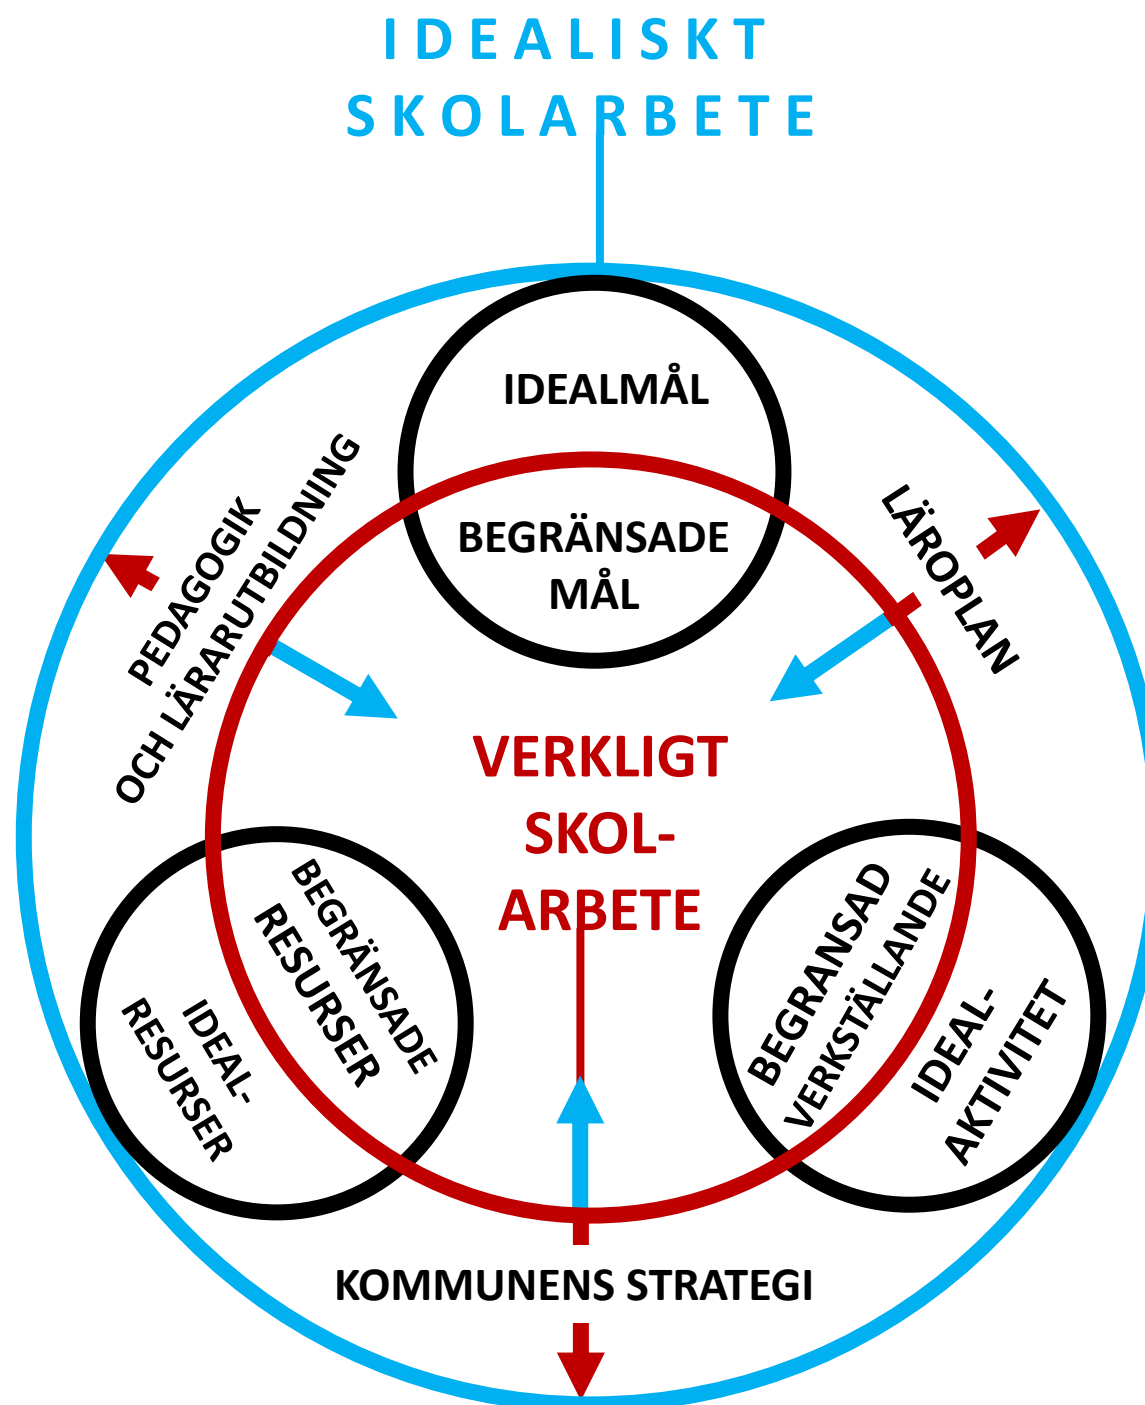 IDEALISKT
SKOLARBETE
IDEALMÅL
BEGRÄNSADE
MÅL
PEDAGOGIK
OCH LÄRARUTBILDNING
LÄROPLAN
VERKLIGT
SKOL-
ARBETE
BEGRÄNSADE
RESURSER
IDEAL-
RESURSER
BEGRANSAD
VERKSTÄLLANDE
IDEAL-
AKTIVITET
KOMMUNENS STRATEGI